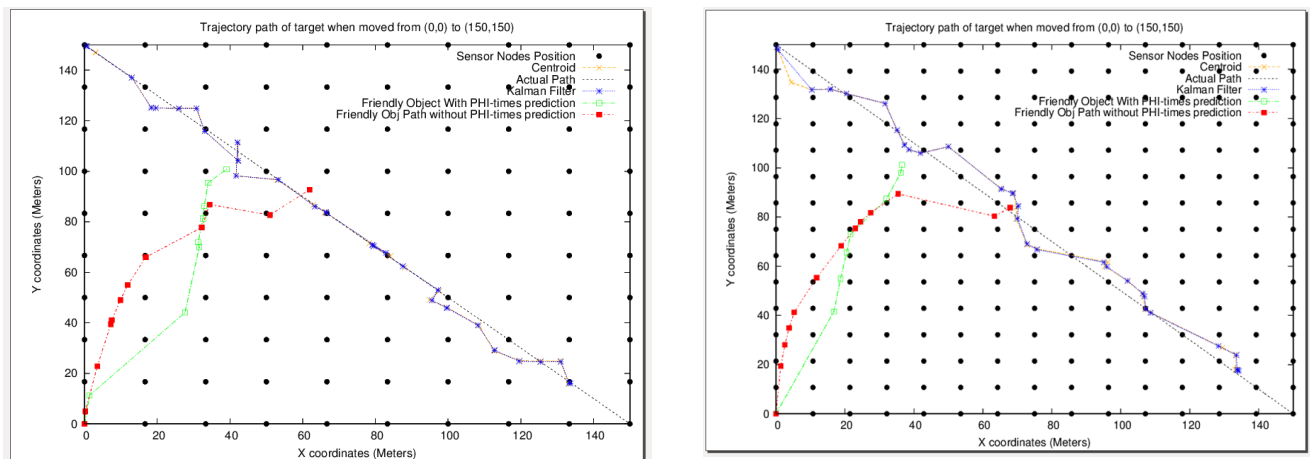 Trajectory path of target when moved from (0,0) to (150,150)
Sensor Nodes Position
Centroid
Actual Path
Kalman Filter
Friendly Object With PHI-times prediction
Friendly Obj Path without PHI-times prediction
Y coordinates (Meters)
140
120
100
80
60
40
20
0
0 20 40 60 80 100 120 140
X coordinates (Meters)
Trajectory path of target when moved from (0,0) to (150,150)
Sensor Nodes Position
Centroid
Actual Path
Kalman Filter
Friendly Object With PHI-times prediction
Friendly Obj Path without PHI-times prediction
Y coordinates (Meters)
140
120
100
80
60
40
20
0
0 20 40 60 80 100 120 140
X coordinates (Meters)